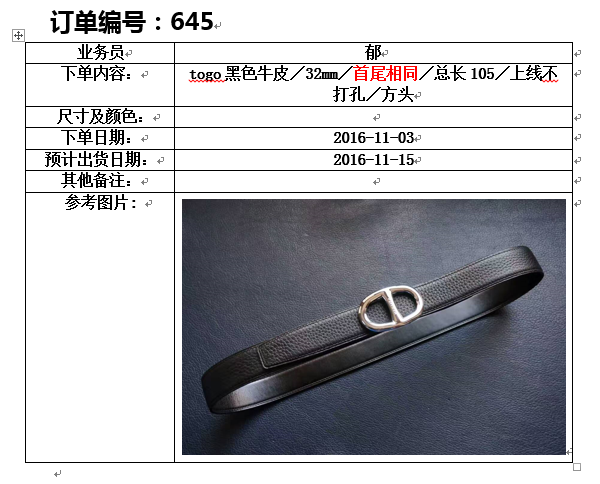 订单编号：645
业务员 郁
下单内容： togo黑色牛皮／32mm／首尾相同／总长105／上线不
打孔／方头
尺寸及颜色：
下单日期： 2016-11-03
预计出货日期： 2016-11-15
其他备注：
参考图片：